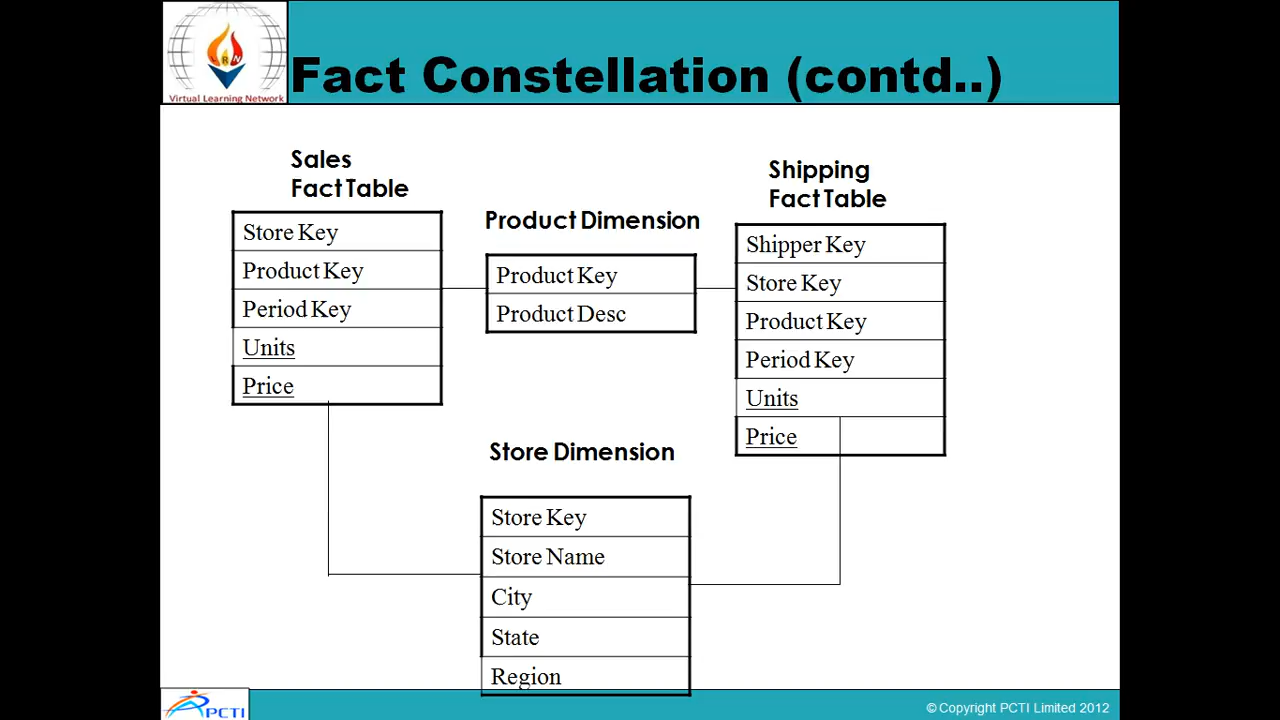 Virtual Learning Network
Fact Constellation (contd..)
Sales
Fact Table
Store Key
Product Key
Period Key
Units
Price
Product Dimension
Product Key
Product Desc
Shipping
Fact Table
Shipper Key
Store Key
Product Key
Period Key
Units
Price
Store Dimension
Store Key
Store Name
City
State
Region
PCTI
© Copyright PCTI Limited 2012